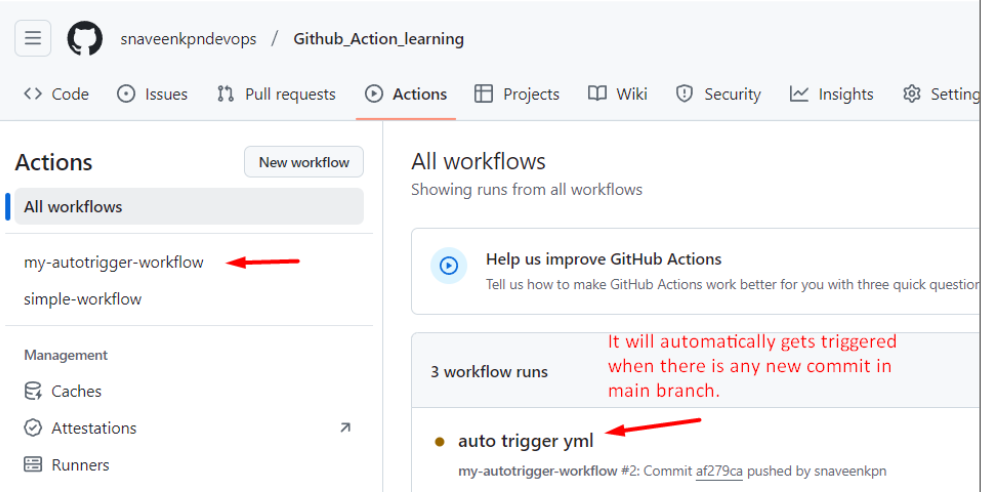 snaveenkpndevops / Github_Action_learning
Code Issues Pull requests Actions Projects Wiki Security Insights Setting
Actions
New workflow
All workflows
my-autotrigger-workflow
simple-workflow
Management
Caches
Attestations
Runners
All workflows
Showing runs from all workflows
Help us improve GitHub Actions
Tell us how to make GitHub Actions work better for you with three quick question
3 workflow runs
It will automatically gets triggered
when there is any new commit in
main branch.
auto trigger yml
my-autotrigger-workflow #2: Commit af279ca pushed by snaveenkpn